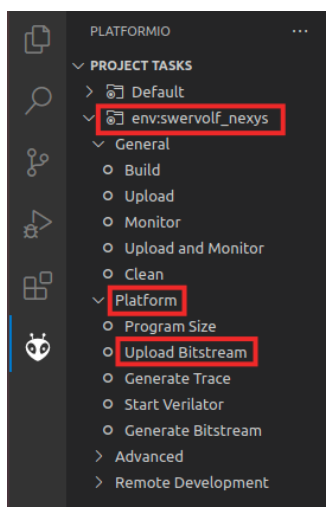 PLATFORMIO ...
PROJECT TASKS
Default
env:swervolf_nexys
General
Build
Upload
Monitor
Upload and Monitor
Clean
Platform
Program Size
Upload Bitstream
Generate Trace
Start Verilator
Generate Bitstream
Advanced
Remote Development